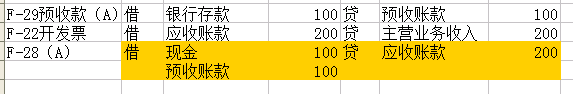 F-29预收款（A） 借 银行存款 100 贷 预收账款 100
F-22开发票 借 应收账款 200 贷 主营业务收入 200
F-28（A） 借 现金 100 贷 应收账款 200
预收账款 100